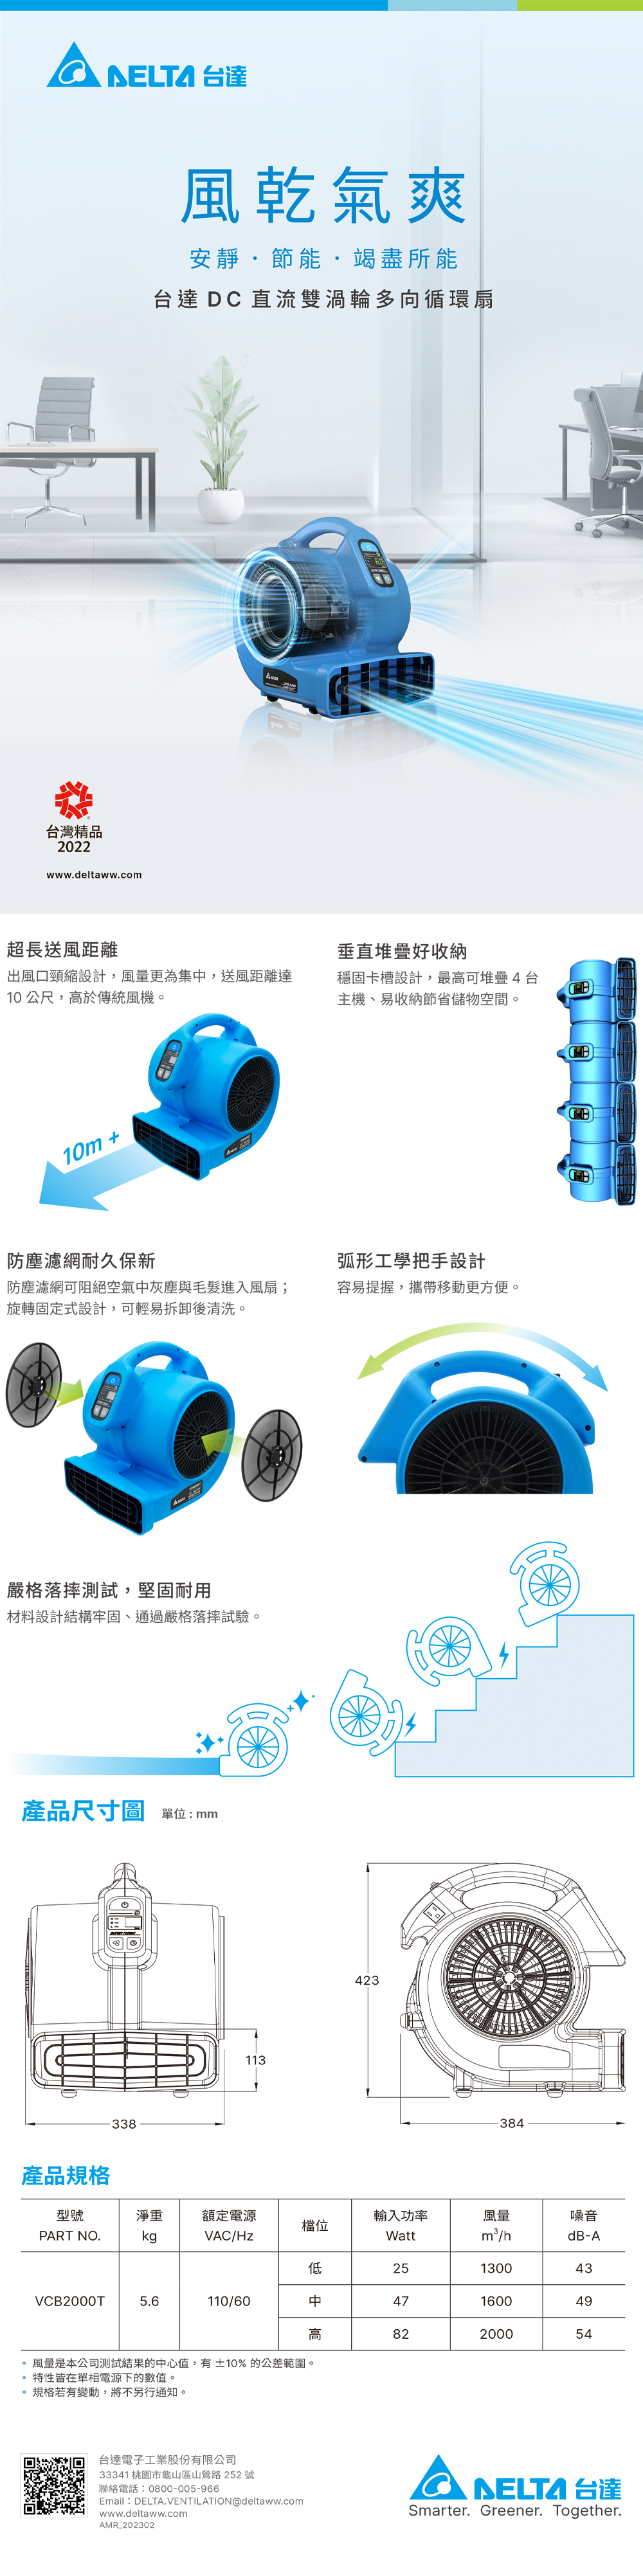 DELTA 台達
風乾氣爽
安靜・節能・竭盡所能
台達 DC 直流雙渦輪多向循環扇
台灣精品
2022
www.deltaww.com
超長送風距離
出風口頸縮設計，風量更為集中，送風距離達
10 公尺，高於傳統風機。
10m +
垂直堆疊好收納
穩固卡槽設計，最高可堆疊 4 台
主機、易收納節省儲物空間。
防塵濾網耐久保新
防塵濾網可阻絕空氣中灰塵與毛髮進入風扇；
旋轉固定式設計，可輕易拆卸後清洗。
弧形工學把手設計
容易提握，攜帶移動更方便。
嚴格落摔測試，堅固耐用
材料設計結構牢固、通過嚴格落摔試驗。
產品尺寸圖 單位 : mm
113
338
423
384
產品規格
型號 淨重 額定電源 檔位 輸入功率 風量 噪音
PART NO. kg VAC/Hz Watt m³/h dB-A
低 25 1300 43
VCB2000T 5.6 110/60 中 47 1600 49
高 82 2000 54
• 風量是本公司測試結果的中心值，有 ±10% 的公差範圍。
• 特性皆在單相電源下的數值。
• 規格若有變動，將不另行通知。
台達電子工業股份有限公司
33341 桃園市龜山區山鶯路 252 號
聯絡電話：0800-005-966
Email：DELTA.VENTILATION@deltaww.com
www.deltaww.com
AMR_202302
DELTA 台達
Smarter. Greener. Together.